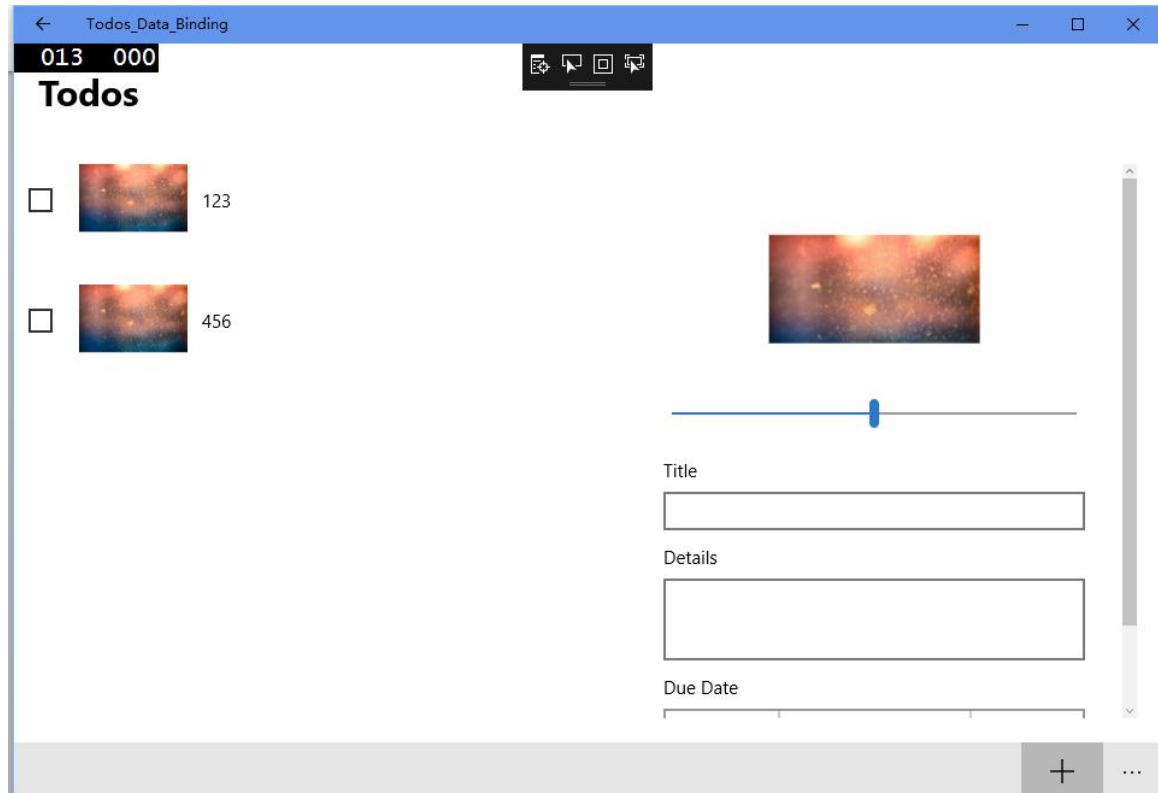 Todos_Data_Binding
013 000
Todos
123
456
Title
Details
Due Date